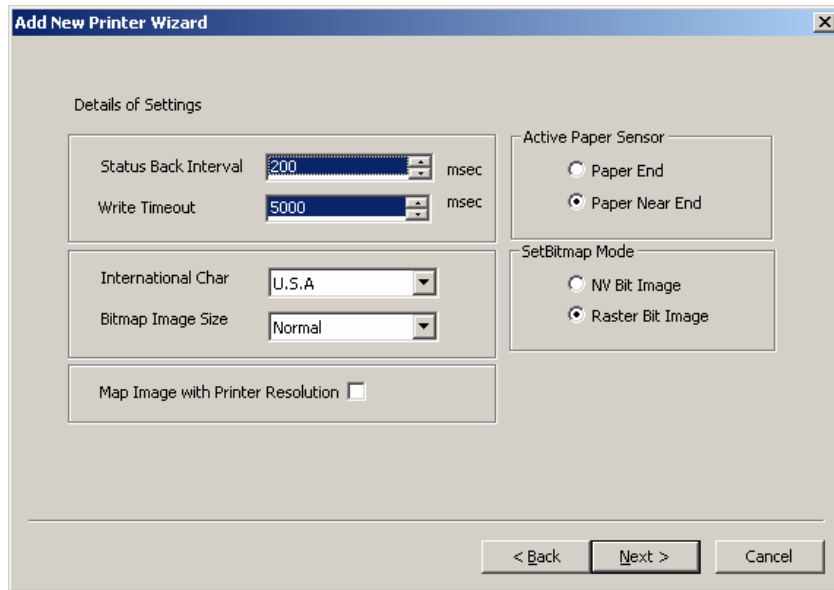 Add New Printer Wizard
Details of Settings
Status Back Interval 200 msec
Write Timeout 5000 msec
International Char U.S.A
Bitmap Image Size Normal
Map Image with Printer Resolution
Active Paper Sensor
Paper End
Paper Near End
SetBitmap Mode
NV Bit Image
Raster Bit Image
< Back Next > Cancel